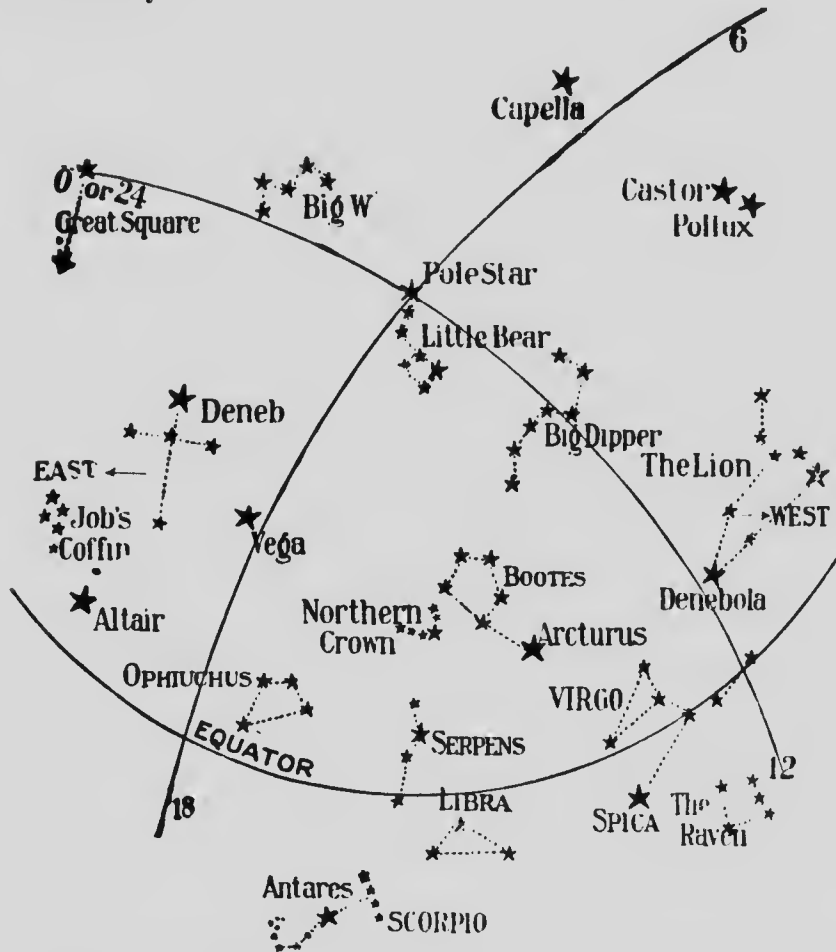 6
Capella
0 or 24
Great Square
Big W
Castor
Pollux
Pole Star
Little Bear
Deneb
Big Dipper
The Lion
EAST
WEST
Job's
Coffin
Vega
BOOTES
Denebola
Altair
Northern
Crown
Arcturus
OPHIUCHUS
VIRGO
EQUATOR
SERPENS
12
18
LIBRA
SPICA
The
Raven
Antares
SCORPIO